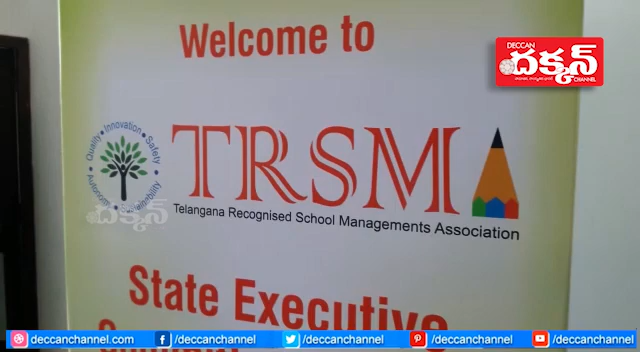 Welcome to
DECCAN
దక్కన్
CHANNEL
Quality • Innovation • Safety
Autonomy • Sustainability
TRSMA
Telangana Recognised School Managements Association
దక్కన్
State Executive
deccanchannel.com
/deccanchannel
/deccanchannel
/deccanchannel
/deccanchannel